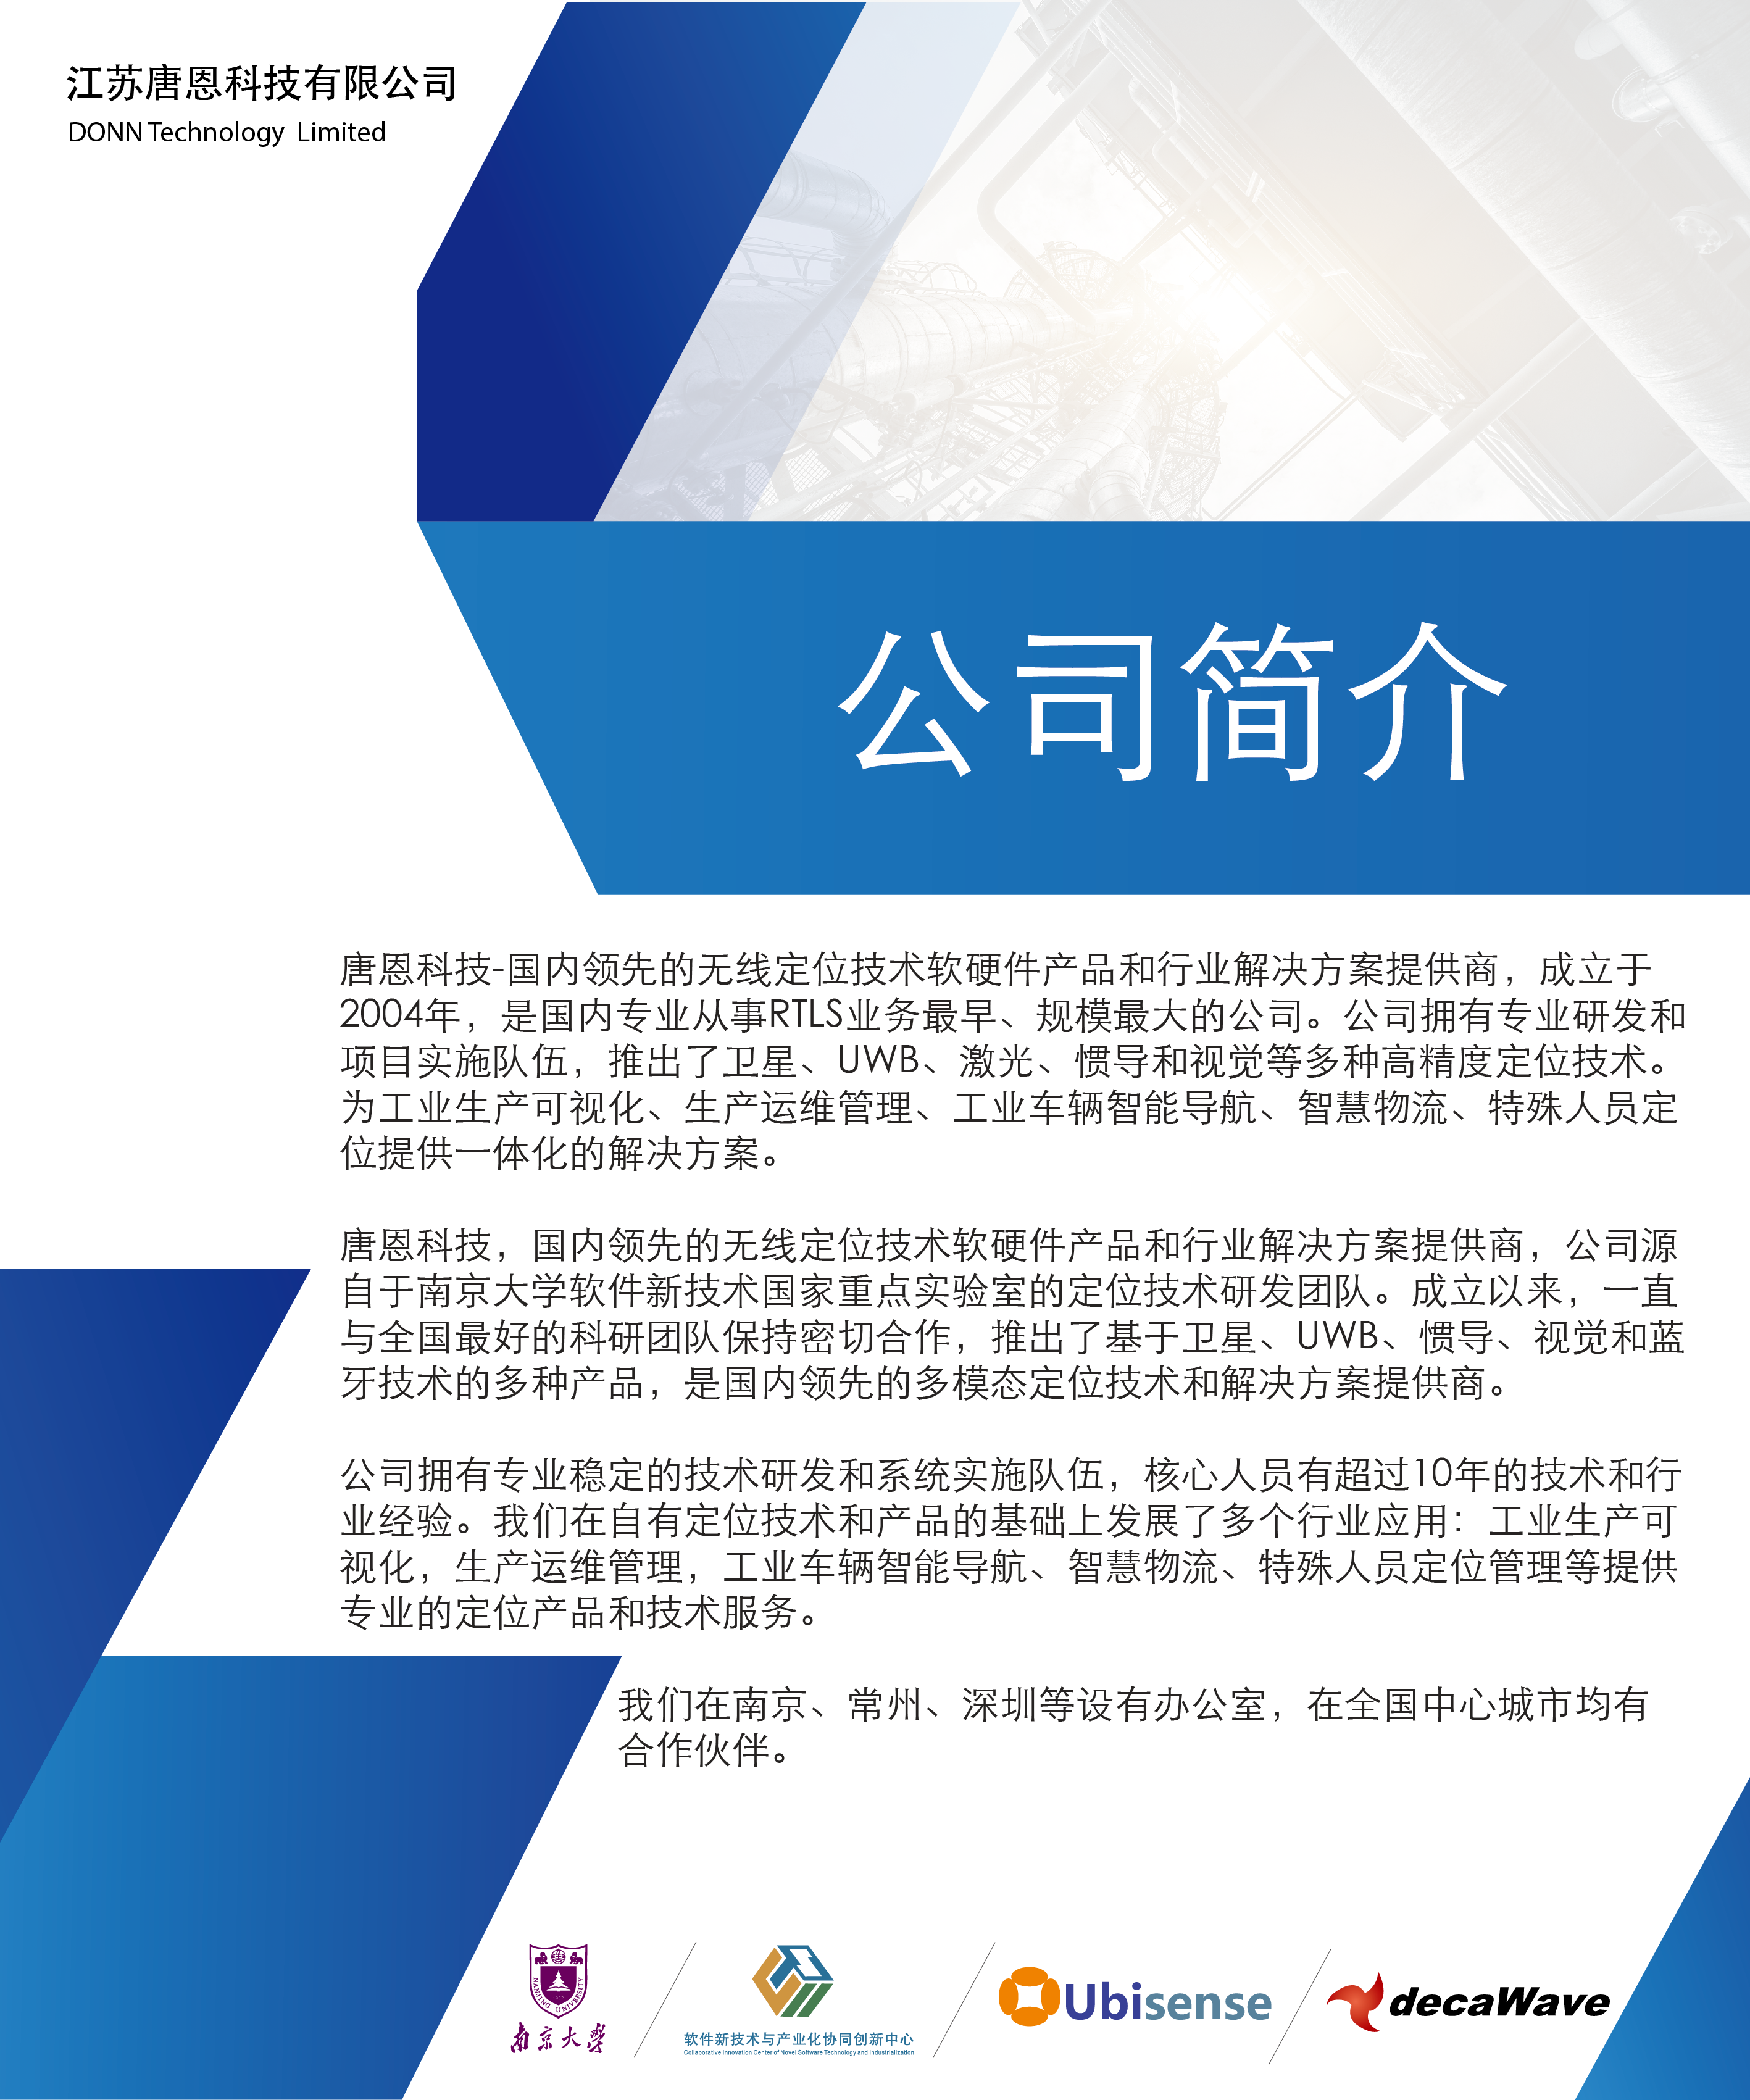 江苏唐恩科技有限公司
DONN Technology Limited
公司简介
唐恩科技-国内领先的无线定位技术软硬件产品和行业解决方案提供商，成立于
2004年，是国内专业从事RTLS业务最早、规模最大的公司。公司拥有专业研发和
项目实施队伍，推出了卫星、UWB、激光、惯导和视觉等多种高精度定位技术。
为工业生产可视化、生产运维管理、工业车辆智能导航、智慧物流、特殊人员定
位提供一体化的解决方案。
唐恩科技，国内领先的无线定位技术软硬件产品和行业解决方案提供商，公司源
自于南京大学软件新技术国家重点实验室的定位技术研发团队。成立以来，一直
与全国最好的科研团队保持密切合作，推出了基于卫星、UWB、惯导、视觉和蓝
牙技术的多种产品，是国内领先的多模态定位技术和解决方案提供商。
公司拥有专业稳定的技术研发和系统实施队伍，核心人员有超过10年的技术和行
业经验。我们在自有定位技术和产品的基础上发展了多个行业应用：工业生产可
视化，生产运维管理，工业车辆智能导航、智慧物流、特殊人员定位管理等提供
专业的定位产品和技术服务。
我们在南京、常州、深圳等设有办公室，在全国中心城市均有
合作伙伴。
NANJING UNIVERSITY
1902
南京大学
软件新技术与产业化协同创新中心
Collaborative Innovation Center of Novel Software Technology and Industrialization
Ubisense
decaWave